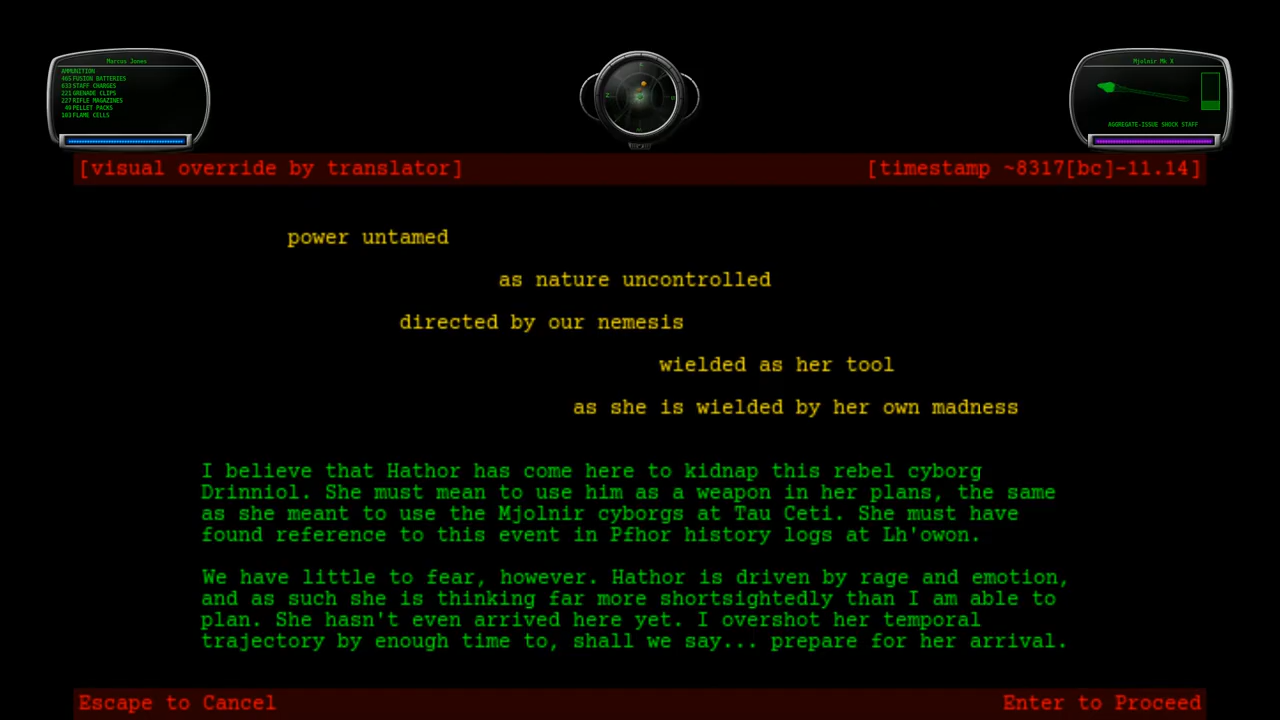 Marcus Jones
AMMUNITION
465 FUSION BATTERIES
633 STAFF CHARGES
221 GRENADE CLIPS
227 RIFLE MAGAZINES
49 PELLET PACKS
103 FLAME CELLS
Mjolnir Mk X
AGGREGATE-ISSUE SHOCK STAFF
[visual override by translator] [timestamp ~8317[bc]-11.14]
power untamed
as nature uncontrolled
directed by our nemesis
wielded as her tool
as she is wielded by her own madness
I believe that Hathor has come here to kidnap this rebel cyborg
Drinniol. She must mean to use him as a weapon in her plans, the same
as she meant to use the Mjolnir cyborgs at Tau Ceti. She must have
found reference to this event in Pfhor history logs at Lh'owon.
We have little to fear, however. Hathor is driven by rage and emotion,
and as such she is thinking far more shortsightedly than I am able to
plan. She hasn't even arrived here yet. I overshot her temporal
trajectory by enough time to, shall we say... prepare for her arrival.
Escape to Cancel Enter to Proceed